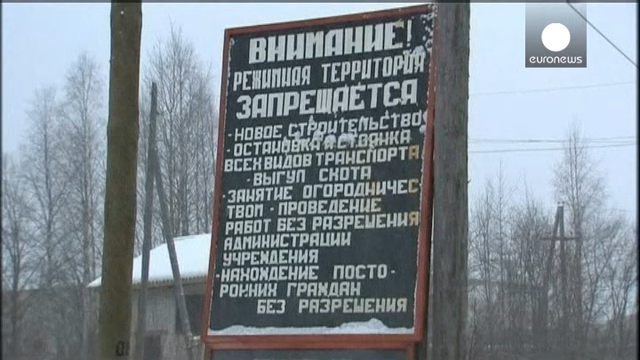 euronews
ВНИМАНИЕ!
РЕЖИМНАЯ ТЕРРИТОРИЯ
ЗАПРЕЩАЕТСЯ
-НОВОЕ СТРОИТЕЛЬСТВО
-ОСТАНОВКА И СТОЯНКА
ВСЕХ ВИДОВ ТРАНСПОРТА
-ВЫГУЛ СКОТА
-ЗАНЯТИЕ ОГОРОДНИЧЕС
ТВОМ -ПРОВЕДЕНИЕ
РАБОТ БЕЗ РАЗРЕШЕНИЯ
АДМИНИСТРАЦИИ
УЧРЕЖДЕНИЯ
-НАХОЖДЕНИЕ ПОСТО-
РОННИХ ГРАЖДАН
БЕЗ РАЗРЕШЕНИЯ